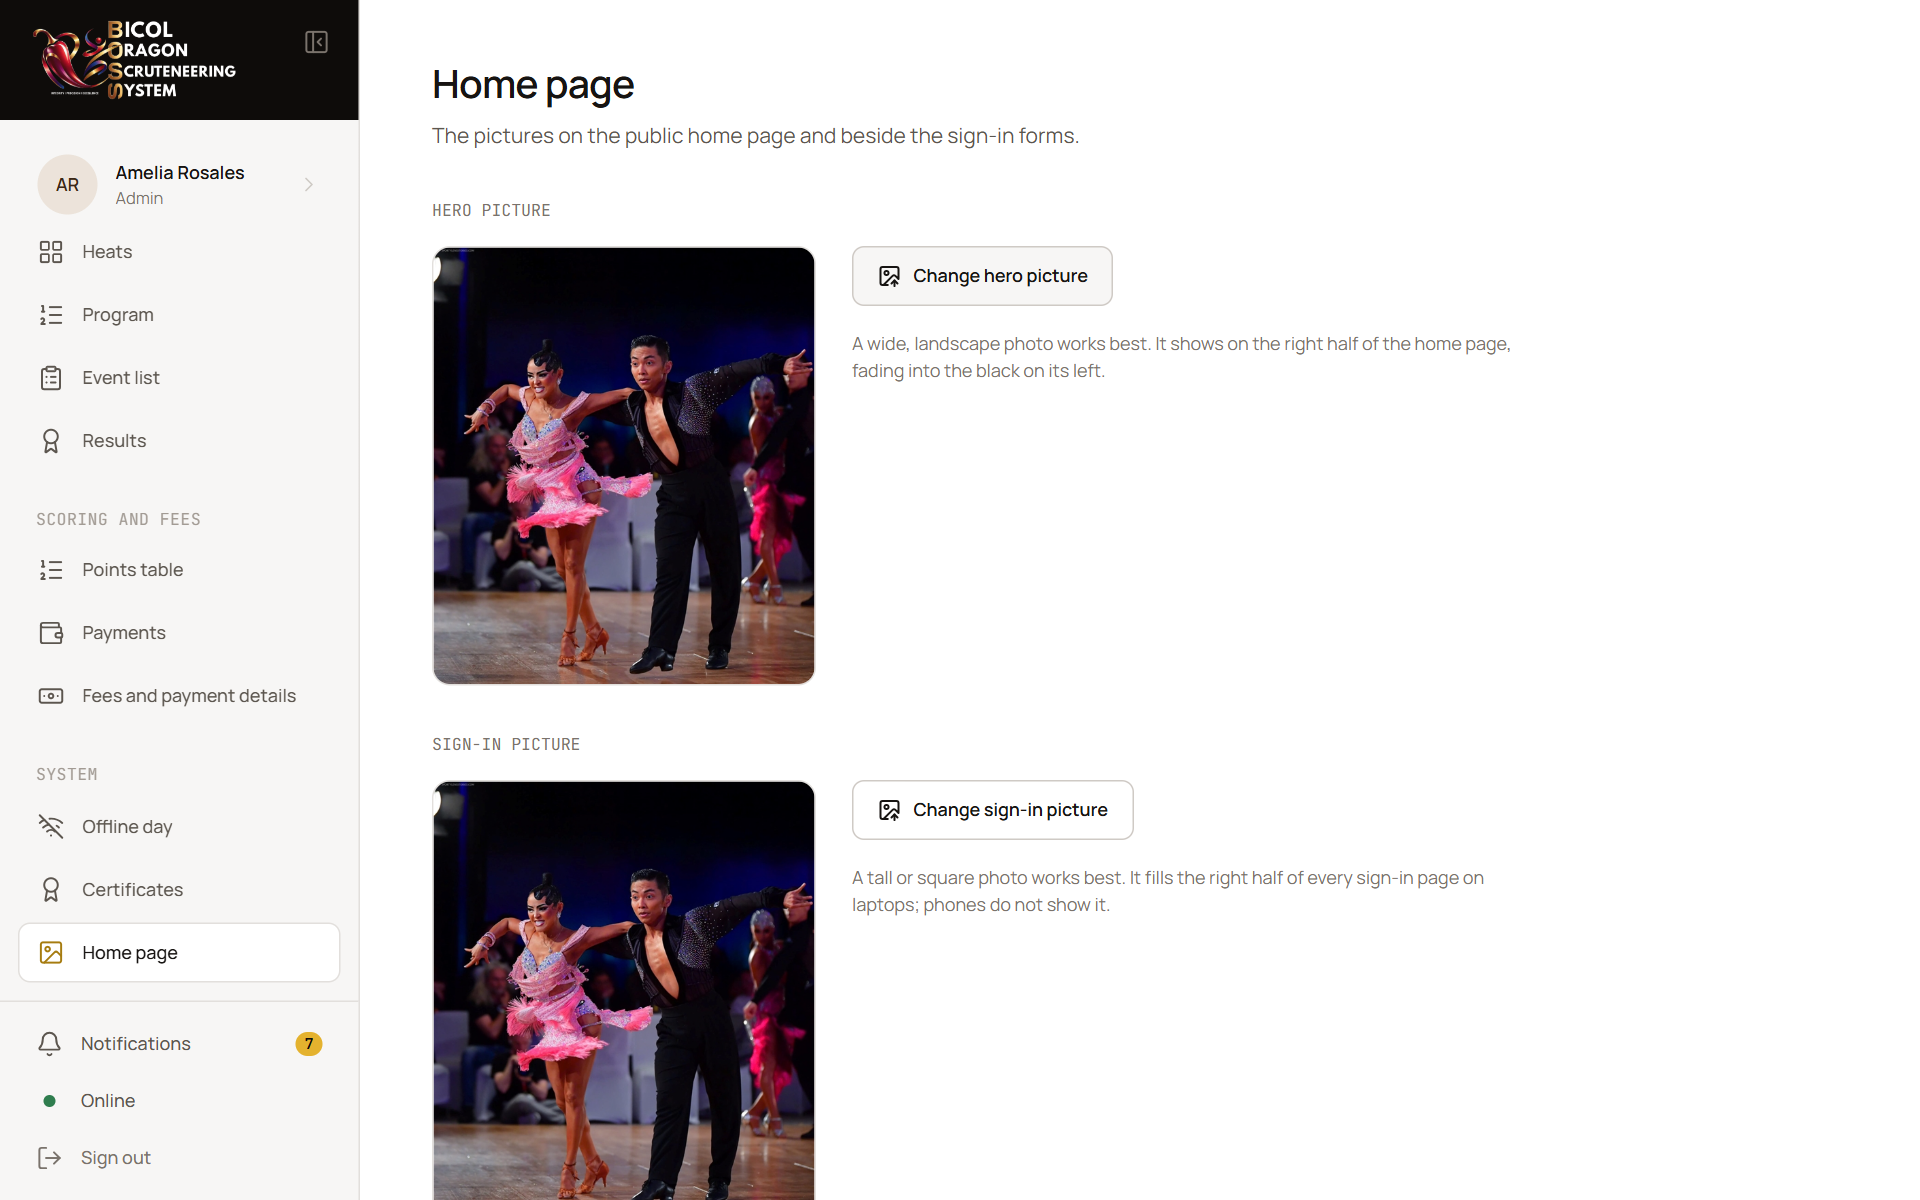 BICOL
DRAGON
SCRUTENEERING
SYSTEM
AR
Amelia Rosales
Admin
Heats
Program
Event list
Results
SCORING AND FEES
Points table
Payments
Fees and payment details
SYSTEM
Offline day
Certificates
Home page
Notifications
7
Online
Sign out
Home page
The pictures on the public home page and beside the sign-in forms.
HERO PICTURE
Change hero picture
A wide, landscape photo works best. It shows on the right half of the home page,
fading into the black on its left.
SIGN-IN PICTURE
Change sign-in picture
A tall or square photo works best. It fills the right half of every sign-in page on
laptops; phones do not show it.